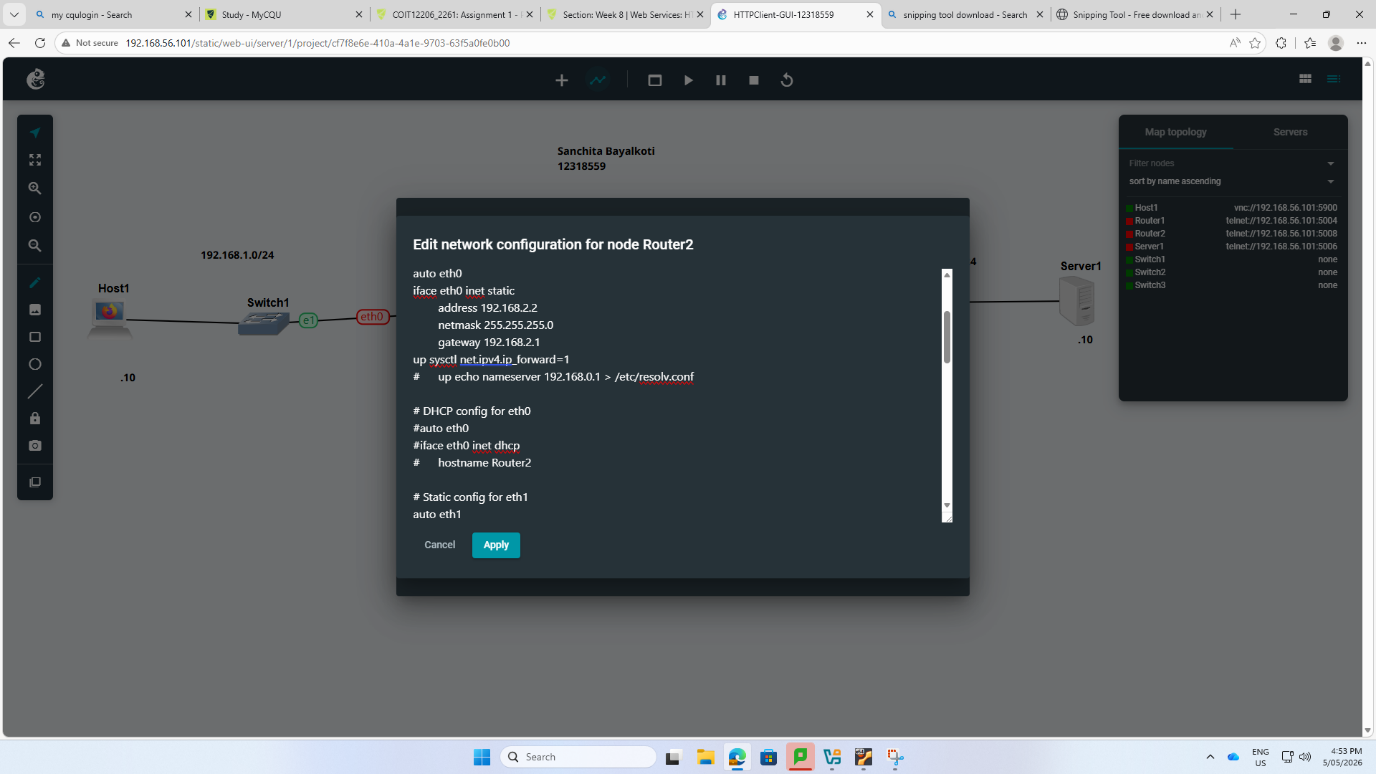 my cqulogin - Search
Study - MyCQU
COIT12206_2261: Assignment 1 -
Section: Week 8 | Web Services: HT
HTTPClient-GUI-12318559
snipping tool download - Search
Snipping Tool - Free download an
Not secure 192.168.56.101/static/web-ui/server/1/project/cf7f8e6e-410a-4a1e-9703-63f5a0fe0b00
Sanchita Bayalkoti
12318559
192.168.1.0/24
Host1
Switch1
e1
eth0
.10
Edit network configuration for node Router2
auto eth0
iface eth0 inet static
address 192.168.2.2
netmask 255.255.255.0
gateway 192.168.2.1
up sysctl net.ipv4.ip_forward=1
# up echo nameserver 192.168.0.1 > /etc/resolv.conf
# DHCP config for eth0
#auto eth0
#iface eth0 inet dhcp
# hostname Router2
# Static config for eth1
auto eth1
Cancel
Apply
4
Server1
.10
Map topology
Servers
Filter nodes
sort by name ascending
Host1 vnc://192.168.56.101:5900
Router1 telnet://192.168.56.101:5004
Router2 telnet://192.168.56.101:5008
Server1 telnet://192.168.56.101:5006
Switch1 none
Switch2 none
Switch3 none
Search
ENG
US
4:53 PM
5/05/2026